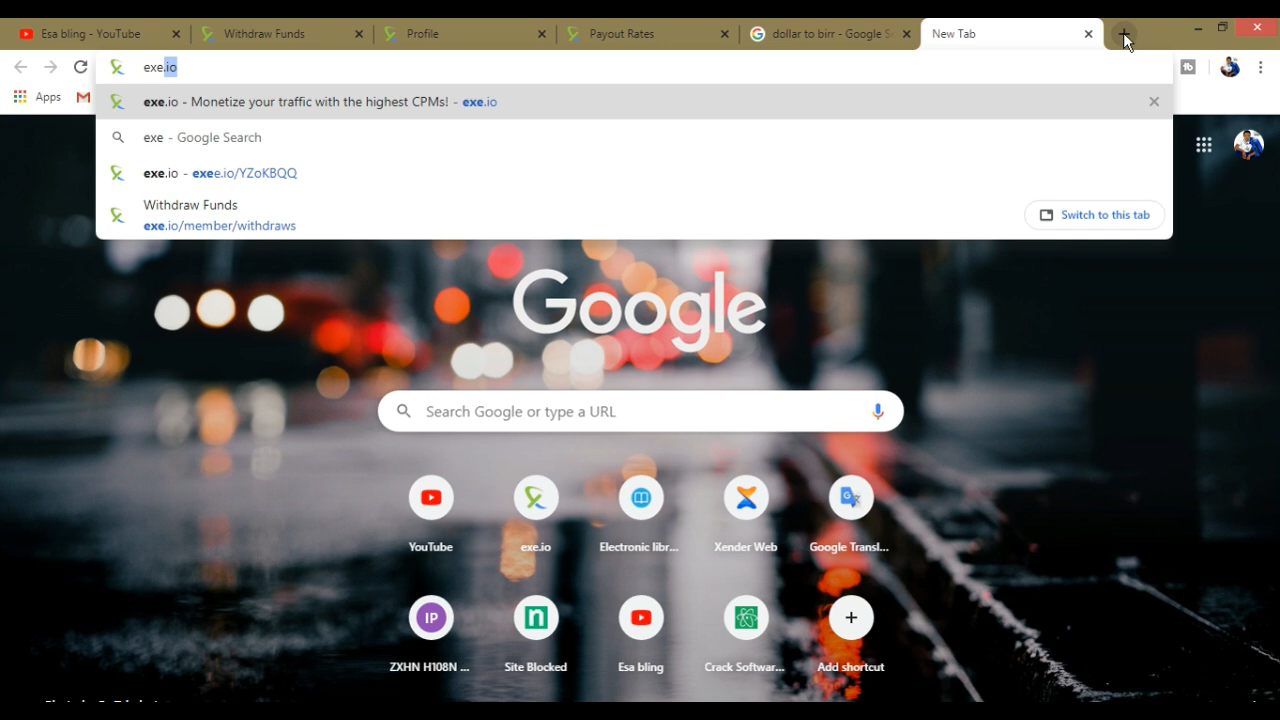 Esa bling - YouTube
Withdraw Funds
Profile
Payout Rates
dollar to birr - Google S
New Tab
exe.io
Apps
exe.io - Monetize your traffic with the highest CPMs! - exe.io
exe - Google Search
exe.io - exee.io/YZoKBQQ
Withdraw Funds
exe.io/member/withdraws
Switch to this tab
Google
Search Google or type a URL
YouTube
exe.io
Electronic libr...
Xender Web
Google Transl...
IP
ZXHN H108N ...
Site Blocked
Esa bling
Crack Softwar...
Add shortcut